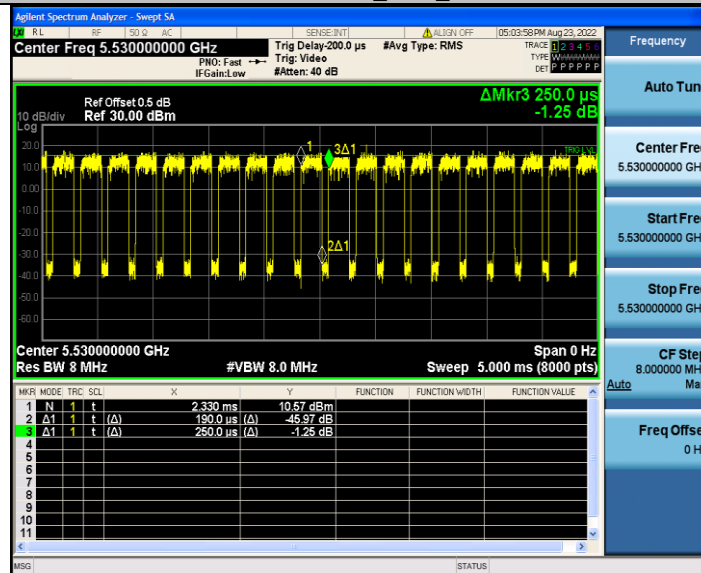 Agilent Spectrum Analyzer - Swept SA
RL RF 50 Ω AC SENSE:INT ALIGN OFF 05:03:58 PM Aug 23, 2022
Center Freq 5.530000000 GHz
Trig Delay-200.0 µs #Avg Type: RMS
TRACE 1 2 3 4 5 6
PNO: Fast Trig: Video
TYPE
IFGain:Low #Atten: 40 dB
DET P P P P P P
ΔMkr3 250.0 µs
Ref Offset 0.5 dB
-1.25 dB
10 dB/div Ref 30.00 dBm
Log
20.0
10.0
0.00
-10.0
-20.0
-30.0
-40.0
-50.0
-60.0
1
3Δ1
TRIG LVL
2Δ1
Center 5.530000000 GHz Span 0 Hz
Res BW 8 MHz #VBW 8.0 MHz Sweep 5.000 ms (8000 pts)
MKR MODE TRC SCL X Y FUNCTION FUNCTION WIDTH FUNCTION VALUE
1 N 1 t 2.330 ms 10.57 dBm
2 Δ1 1 t (Δ) 190.0 µs (Δ) -45.97 dB
3 Δ1 1 t (Δ) 250.0 µs (Δ) -1.25 dB
4
5
6
7
8
9
10
11
MSG STATUS
Frequency
Auto Tun
Center Fre
5.530000000 GH
Start Fre
5.530000000 GH
Stop Fre
5.530000000 GH
CF Ste
8.000000 MH
Auto Ma
Freq Offse
0 H